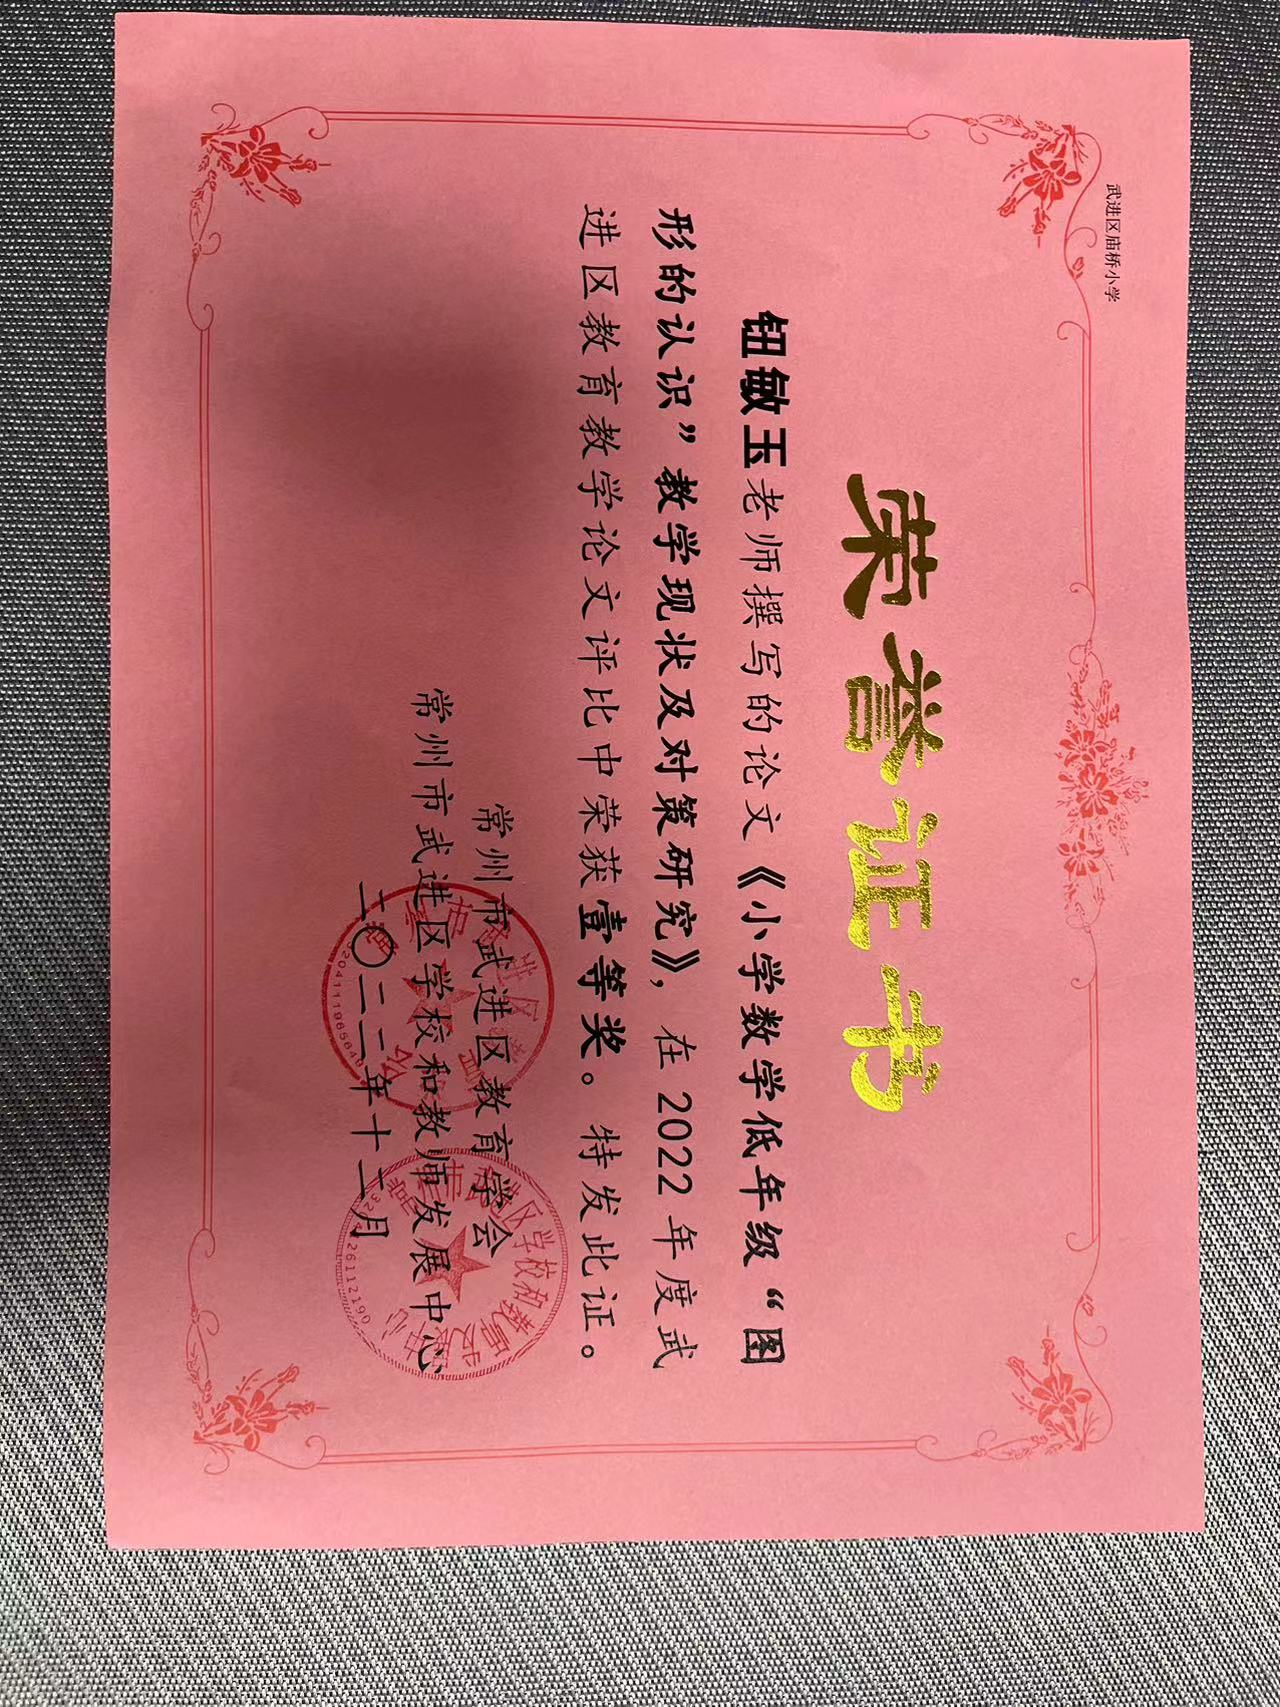 武进区庙桥小学
荣誉证书
钮敏玉老师撰写的论文《小学数学低年级“图
形的认识”教学现状及对策研究》，在2022年度武
进区教育教学论文评比中荣获壹等奖。特发此证。
常州市武进区教育学会
常州市武进区学校和教师发展中心
二〇二二年十二月